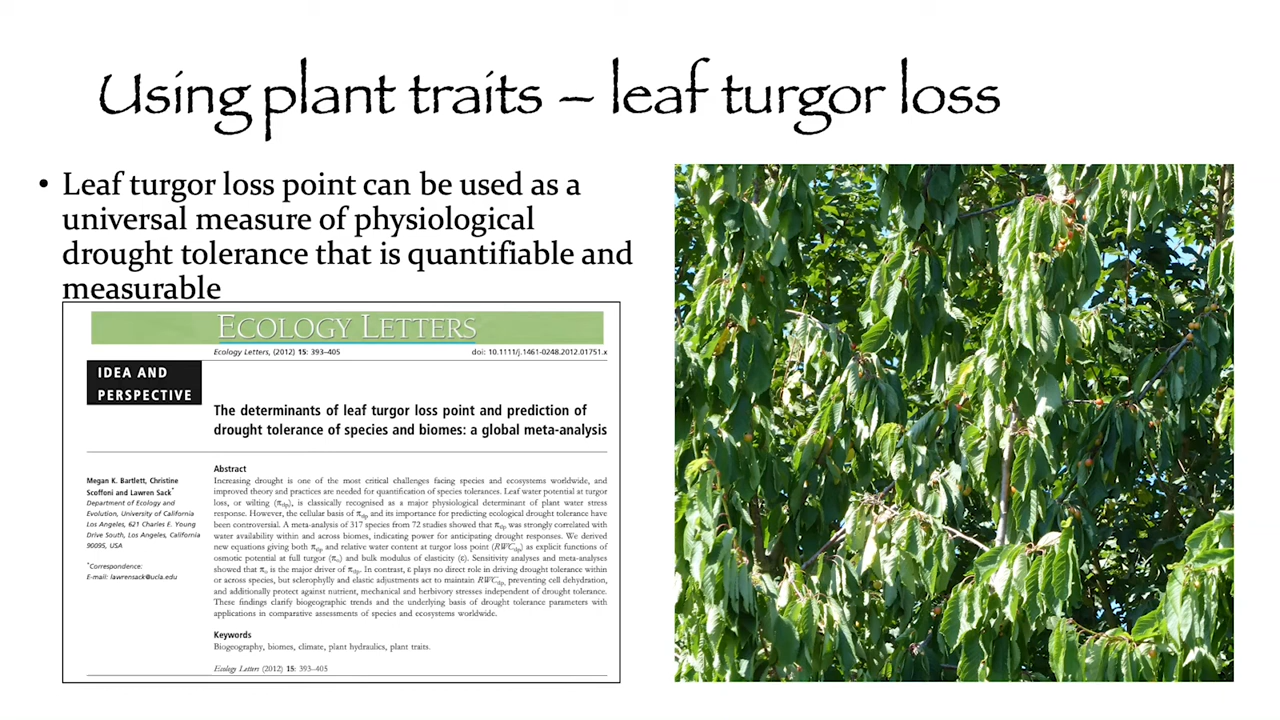 Using plant traits – leaf turgor loss
• Leaf turgor loss point can be used as a
universal measure of physiological
drought tolerance that is quantifiable and
measurable
ECOLOGY LETTERS
Ecology Letters, (2012) 15: 393–405
doi: 10.1111/j.1461-0248.2012.01751.x
IDEA AND
PERSPECTIVE
The determinants of leaf turgor loss point and prediction of
drought tolerance of species and biomes: a global meta-analysis
Megan K. Bartlett, Christine
Scoffoni and Lawren Sack*
Department of Ecology and
Evolution, University of California
Los Angeles, 621 Charles E. Young
Drive South, Los Angeles, California
90095, USA
*Correspondence:
E-mail: lawrensack@ucla.edu
Abstract
Increasing drought is one of the most critical challenges facing species and ecosystems worldwide, and
improved theory and practices are needed for quantification of species tolerances. Leaf water potential at turgor
loss, or wilting (πtlp), is classically recognised as a major physiological determinant of plant water stress
response. However, the cellular basis of πtlp and its importance for predicting ecological drought tolerance have
been controversial. A meta-analysis of 317 species from 72 studies showed that πtlp was strongly correlated with
water availability within and across biomes, indicating power for anticipating drought responses. We derived
new equations giving both πtlp and relative water content at turgor loss point (RWCtlp) as explicit functions of
osmotic potential at full turgor (πo) and bulk modulus of elasticity (ε). Sensitivity analyses and meta-analyses
showed that πo is the major driver of πtlp. In contrast, ε plays no direct role in driving drought tolerance within
or across species, but sclerophylly and elastic adjustments act to maintain RWCtlp, preventing cell dehydration,
and additionally protect against nutrient, mechanical and herbivory stresses independent of drought tolerance.
These findings clarify biogeographic trends and the underlying basis of drought tolerance parameters with
applications in comparative assessments of species and ecosystems worldwide.
Keywords
Biogeography, biomes, climate, plant hydraulics, plant traits.
Ecology Letters (2012) 15: 393–405